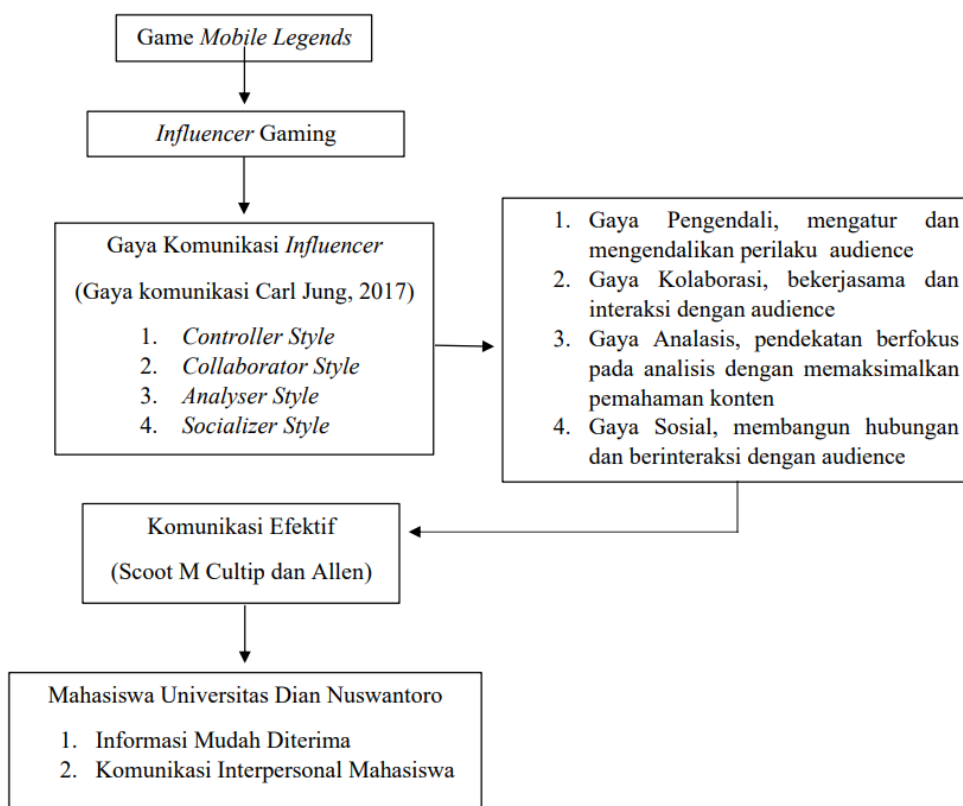 Game Mobile Legends
Influencer Gaming
Gaya Komunikasi Influencer
(Gaya komunikasi Carl Jung, 2017)
1. Controller Style
2. Collaborator Style
3. Analyser Style
4. Socializer Style
1. Gaya Pengendali, mengatur dan
mengendalikan perilaku audience
2. Gaya Kolaborasi, bekerjasama dan
interaksi dengan audience
3. Gaya Analasis, pendekatan berfokus
pada analisis dengan memaksimalkan
pemahaman konten
4. Gaya Sosial, membangun hubungan
dan berinteraksi dengan audience
Komunikasi Efektif
(Scoot M Cultip dan Allen)
Mahasiswa Universitas Dian Nuswantoro
1. Informasi Mudah Diterima
2. Komunikasi Interpersonal Mahasiswa